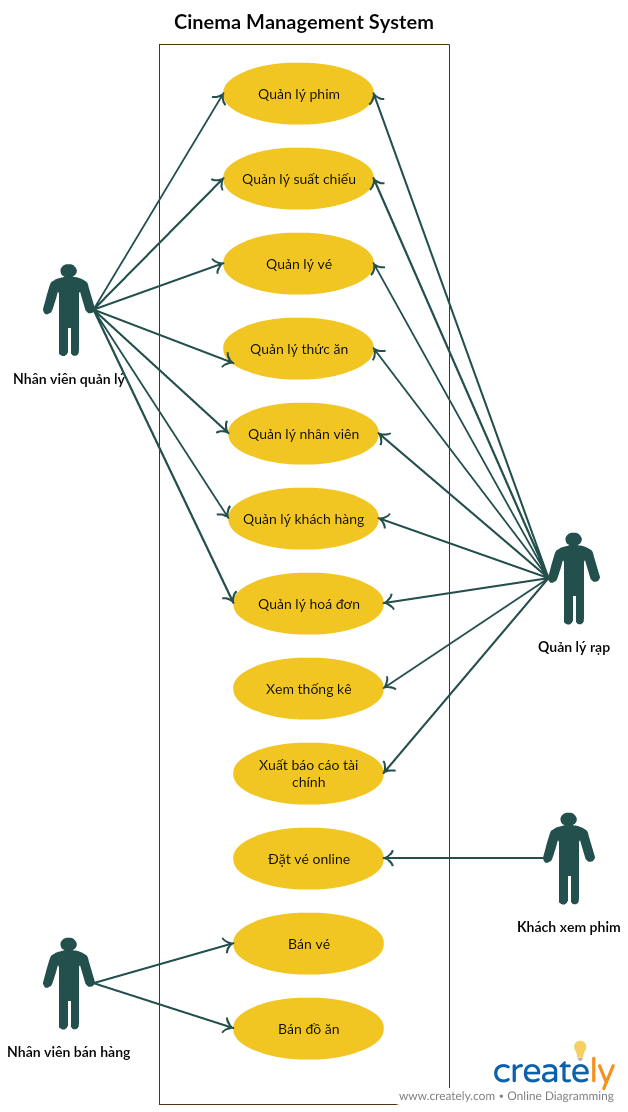 Cinema Management System
Quản lý phim
Quản lý suất chiếu
Quản lý vé
Quản lý thức ăn
Nhân viên quản lý
Quản lý nhân viên
Quản lý khách hàng
Quản lý hoá đơn
Quản lý rạp
Xem thống kê
Xuất báo cáo tài
chính
Đặt vé online
Khách xem phim
Bán vé
Bán đồ ăn
Nhân viên bán hàng
creately
www.creately.com • Online Diagramming